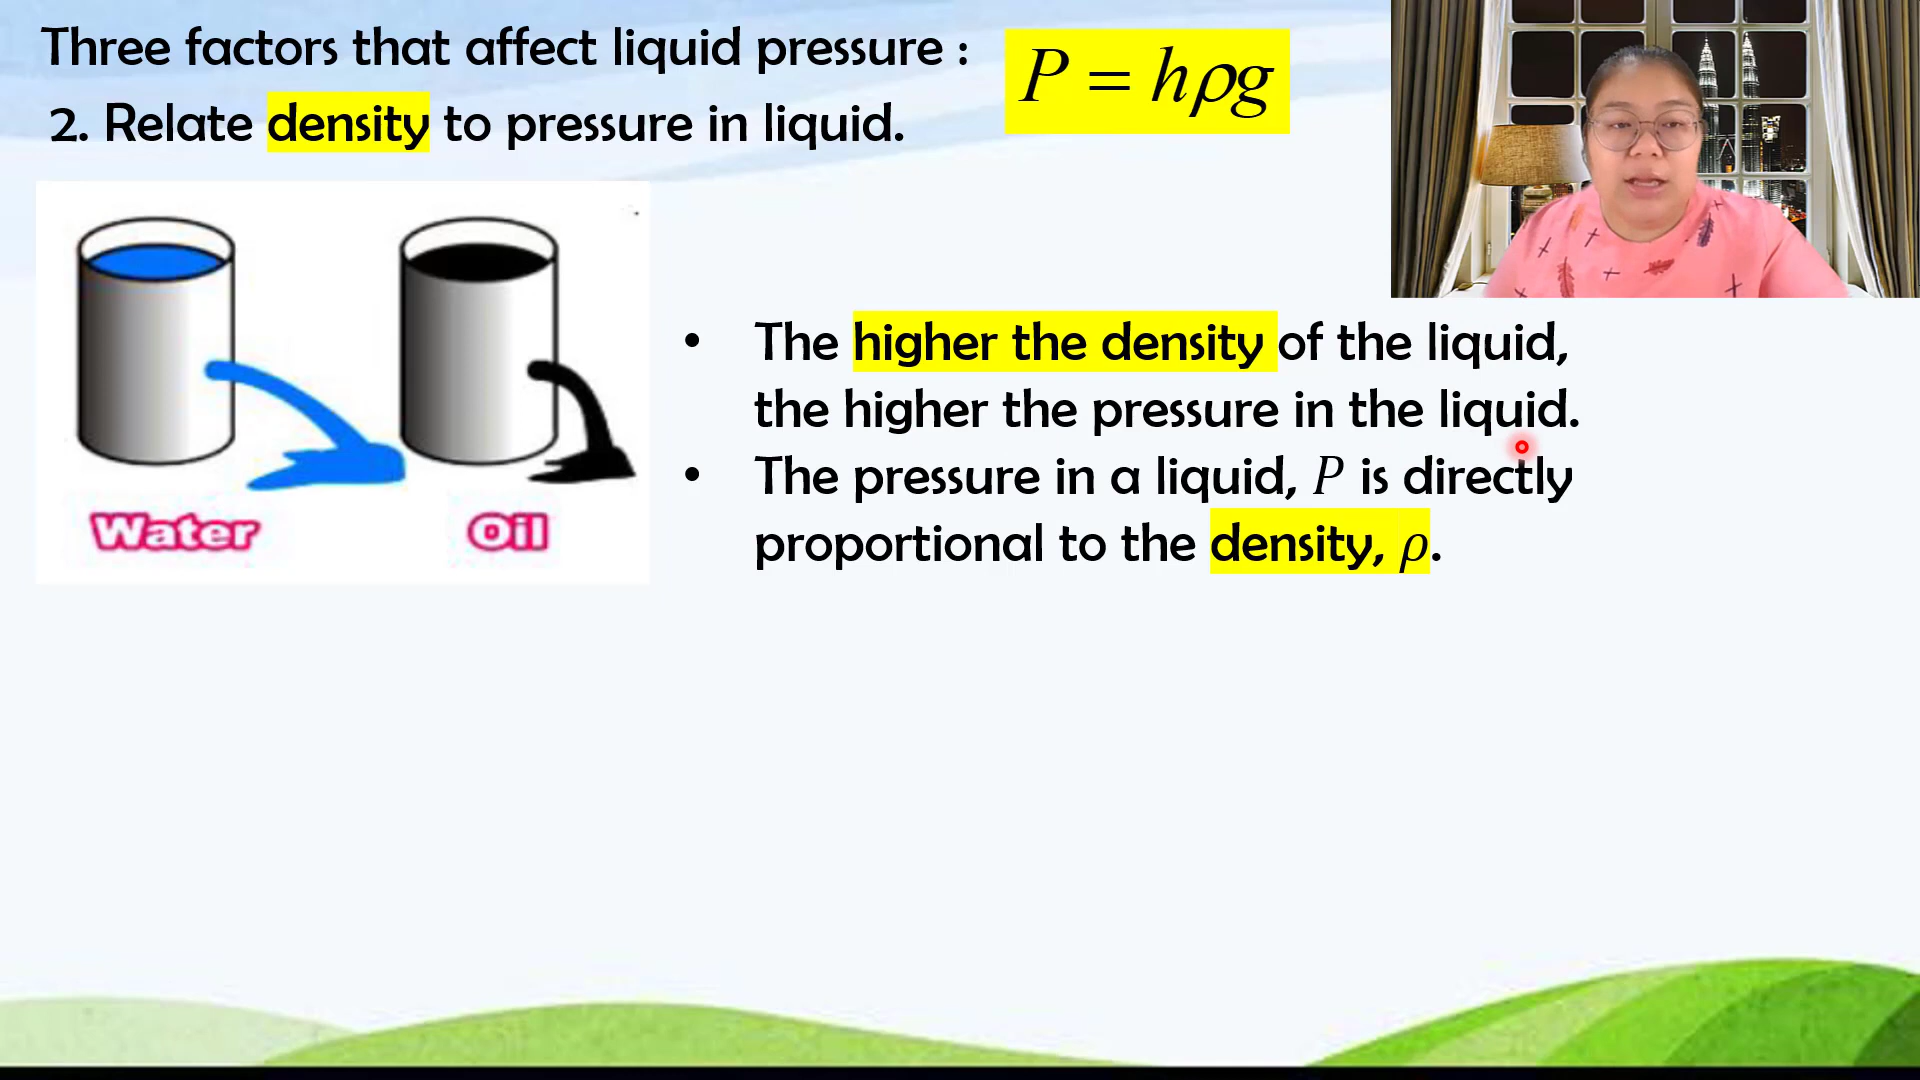 Three factors that affect liquid pressure :
P = hρg
2. Relate density to pressure in liquid.
• The higher the density of the liquid,
the higher the pressure in the liquid.
• The pressure in a liquid, P is directly
proportional to the density, ρ.
Water
Oil